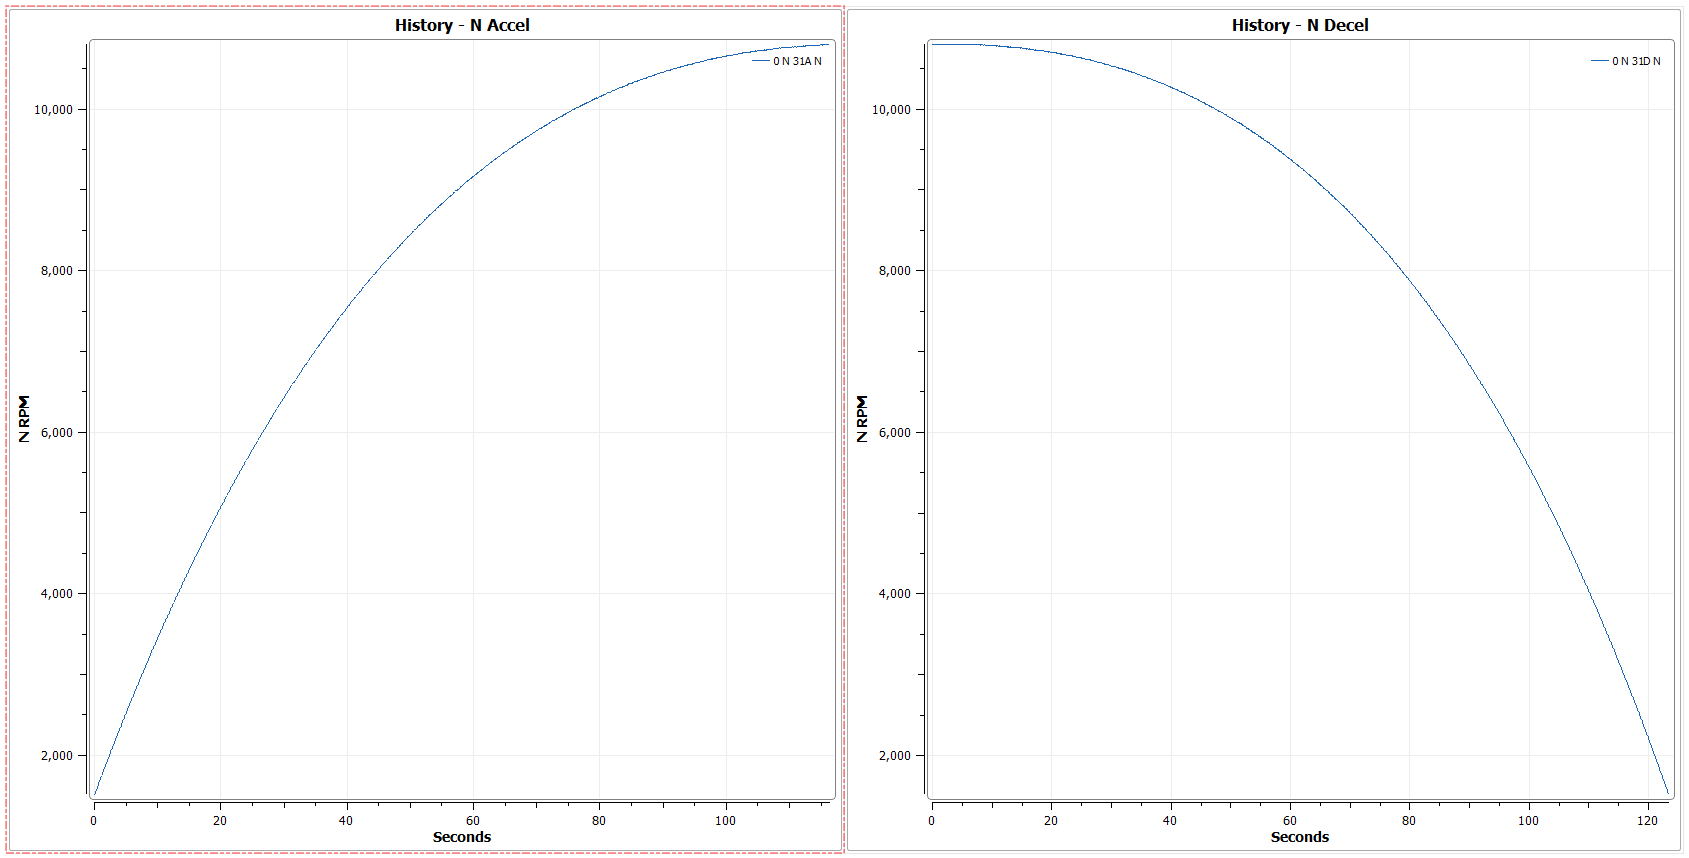 History - N Accel
0 N 31A N
10,000
8,000
6,000
4,000
2,000
N RPM
0 20 40 60 80 100
Seconds
History - N Decel
0 N 31D N
10,000
8,000
6,000
4,000
2,000
N RPM
0 20 40 60 80 100 120
Seconds